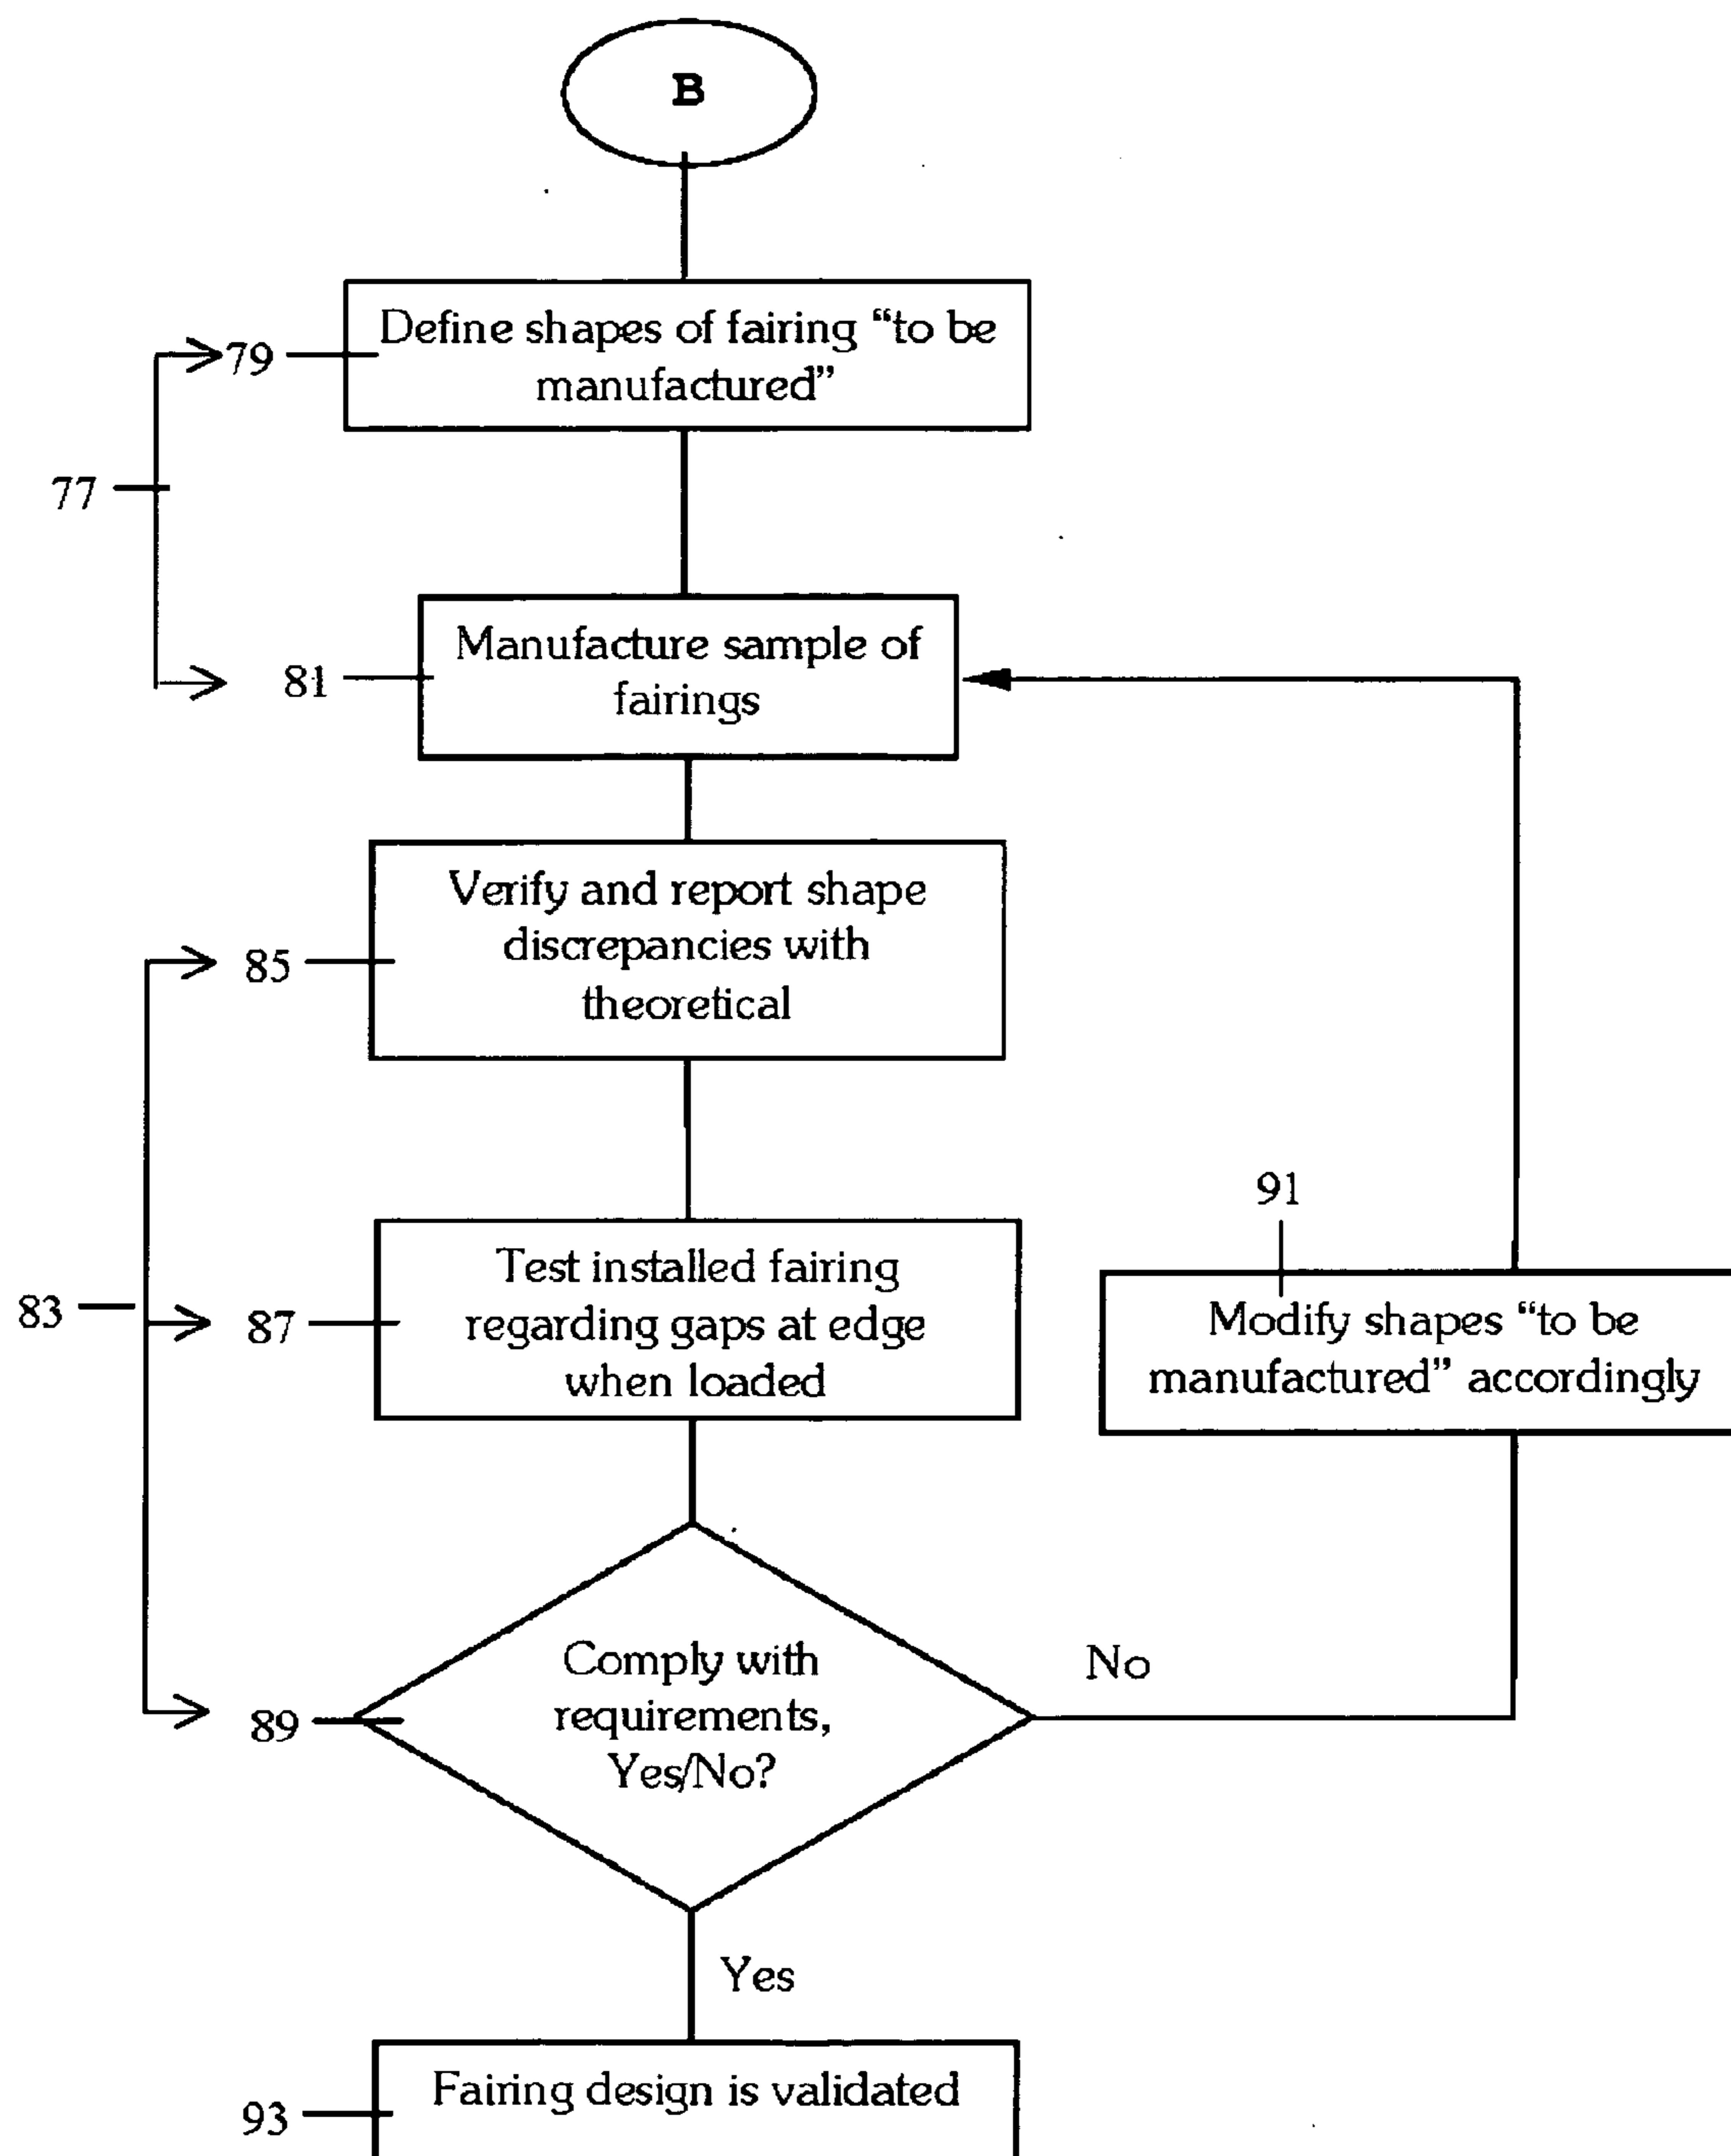 B
Define shapes of fairing “to be
manufactured”
79
77
Manufacture sample of
fairings
81
Verify and report shape
discrepancies with
theoretical
85
91
Test installed fairing
regarding gaps at edge
when loaded
83
87
Modify shapes “to be
manufactured” accordingly
Comply with
requirements,
Yes/No?
89
No
Yes
Fairing design is validated
93